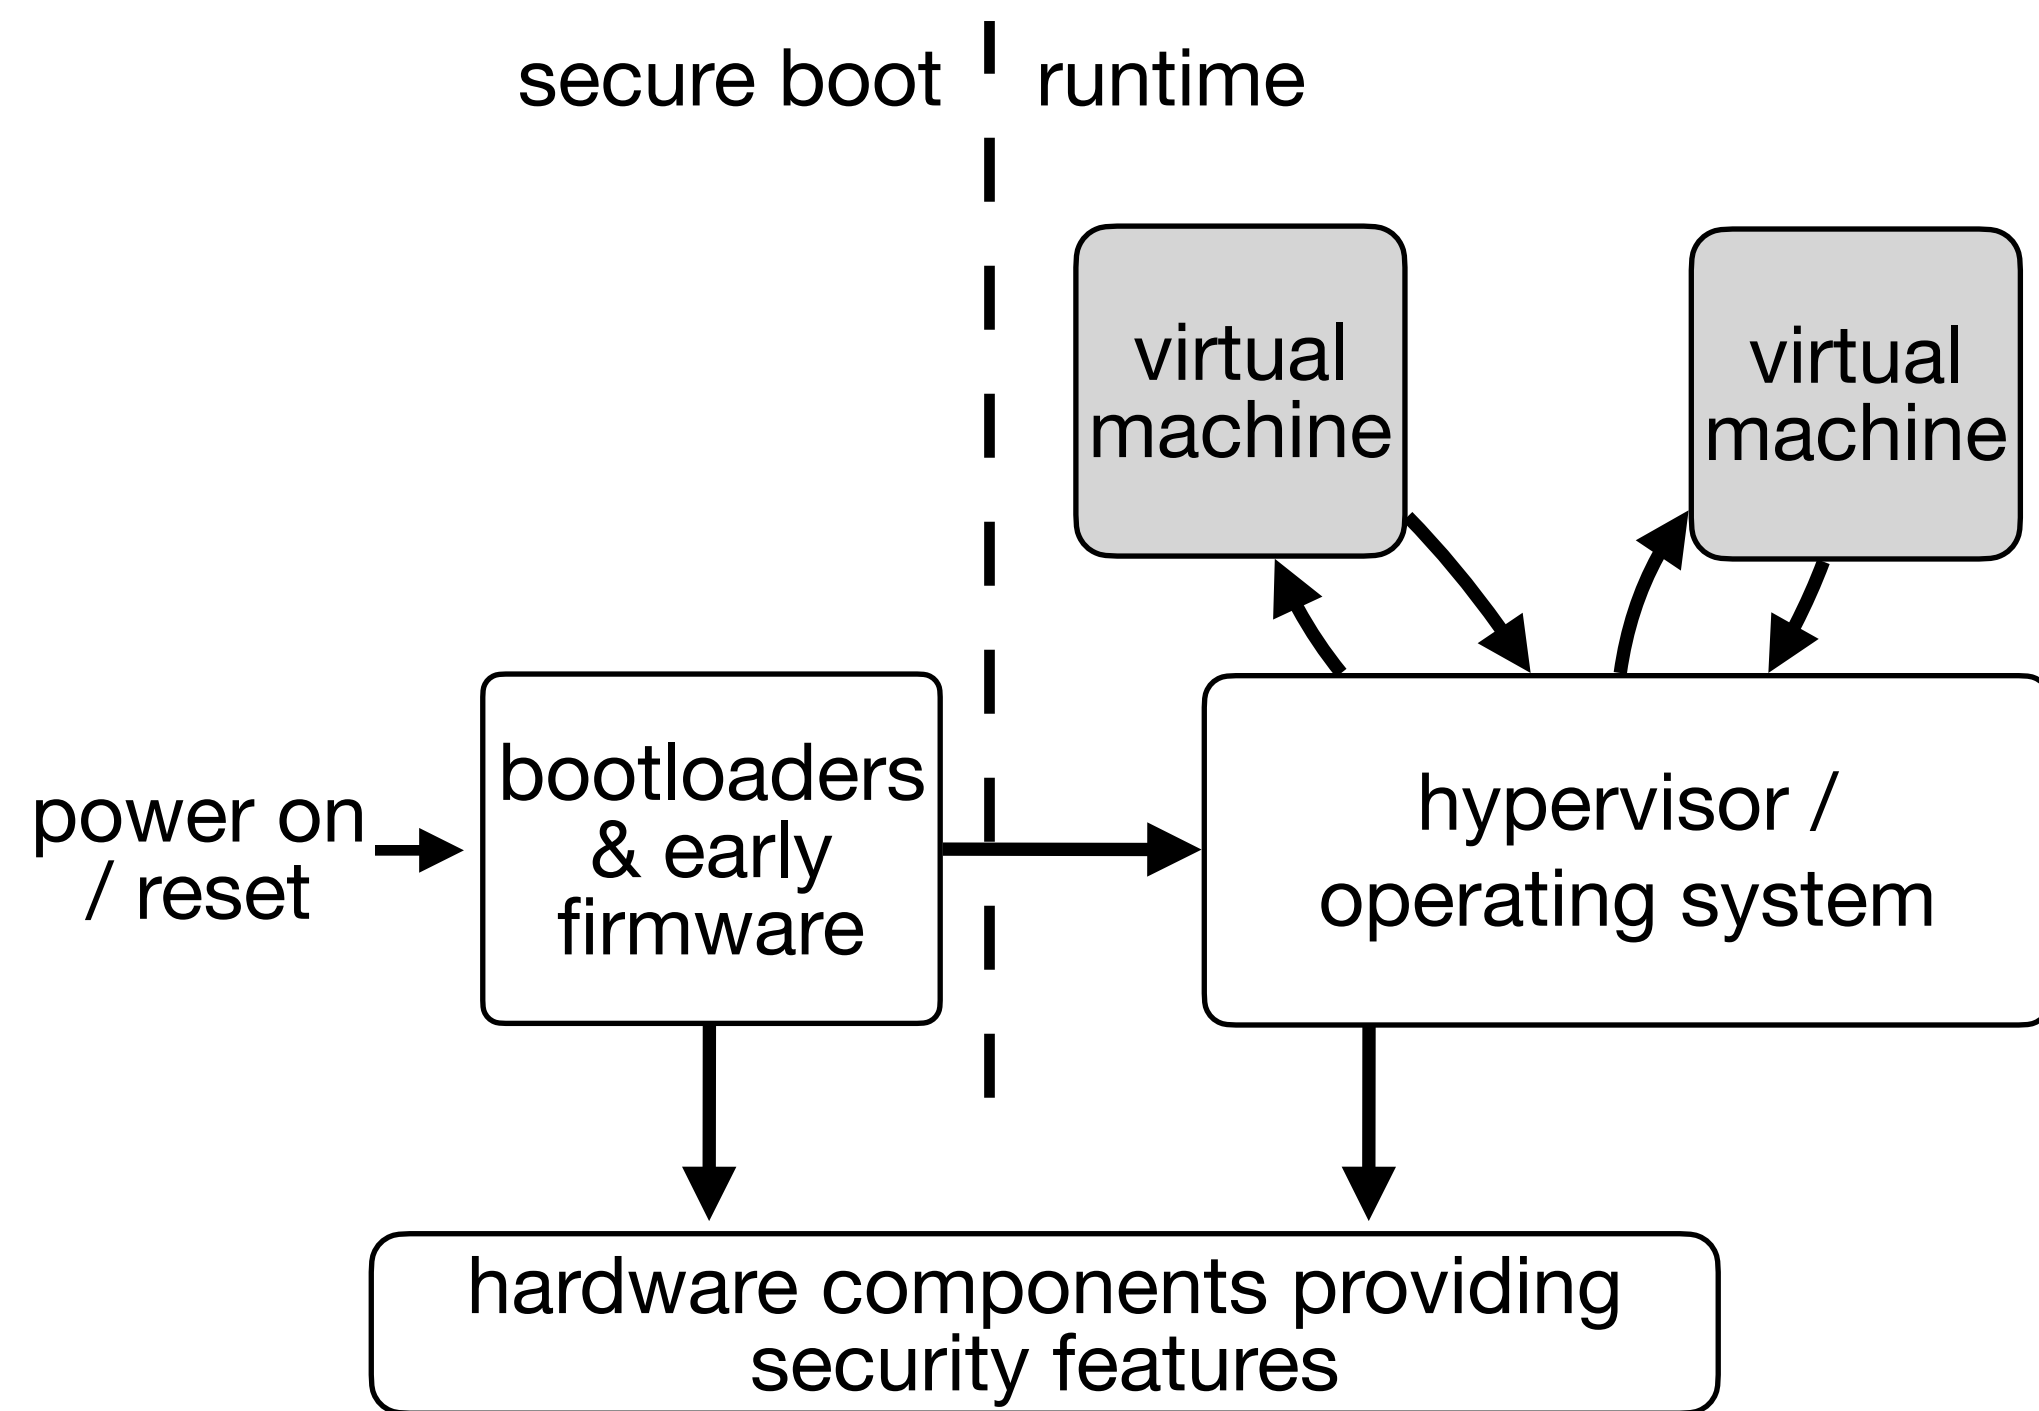 secure boot
runtime
virtual
machine
virtual
machine
power on
/ reset
bootloaders
& early
firmware
hypervisor /
operating system
hardware components providing
security features